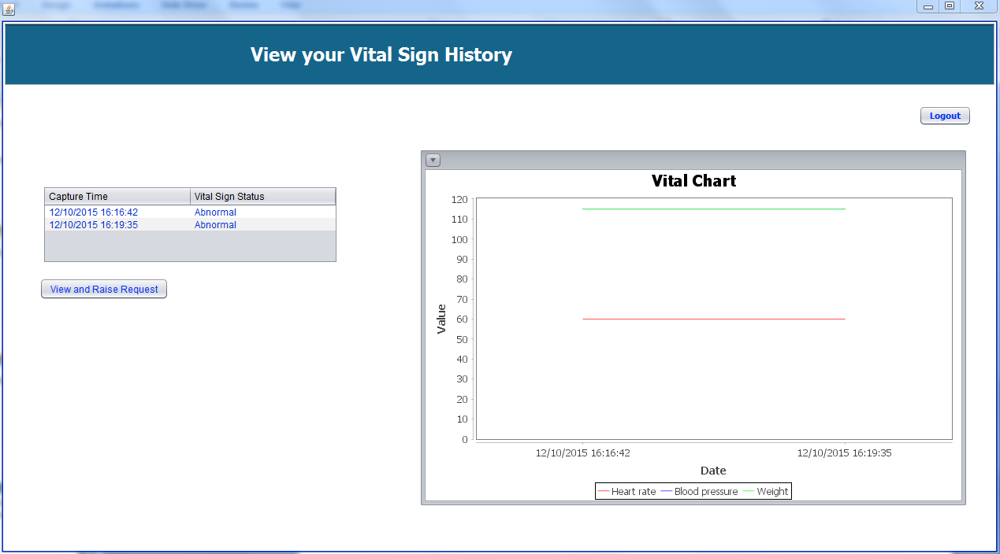 View your Vital Sign History
Logout
Capture Time Vital Sign Status
12/10/2015 16:16:42 Abnormal
12/10/2015 16:19:35 Abnormal
View and Raise Request
Vital Chart
120
110
100
90
80
70
60
50
40
30
20
10
0
Value
12/10/2015 16:16:42 12/10/2015 16:19:35
Date
Heart rate Blood pressure Weight